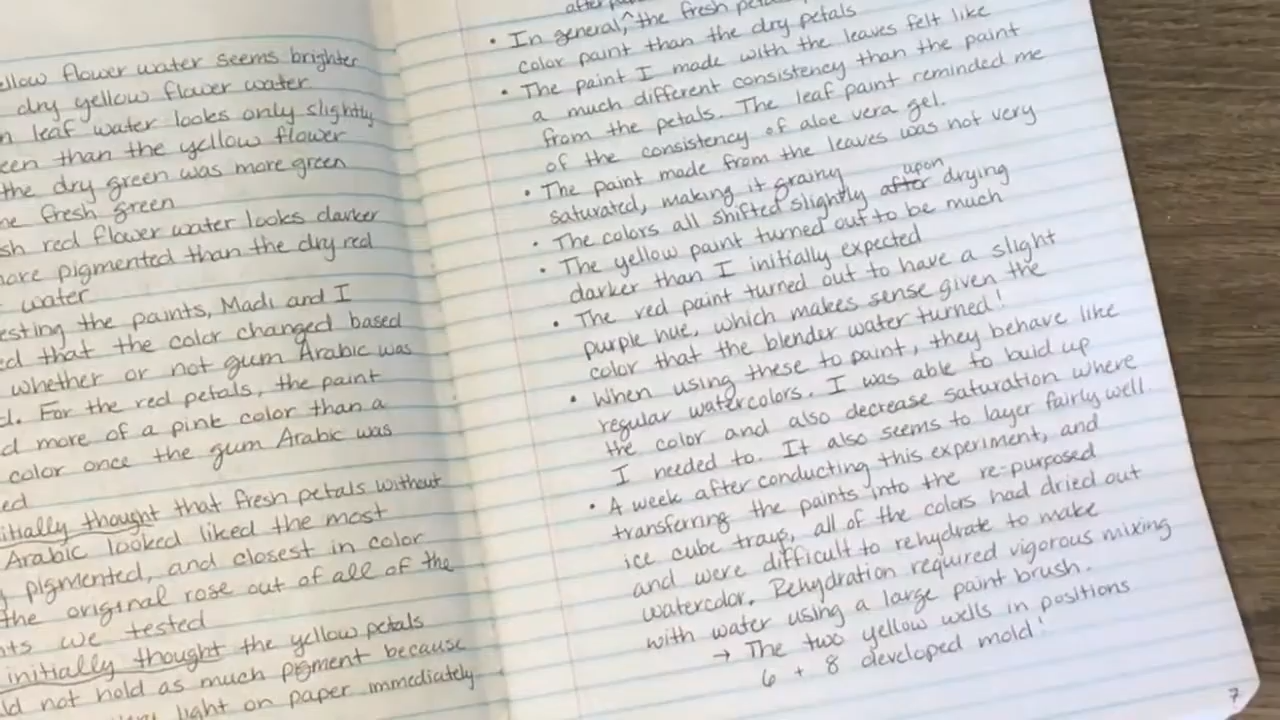 ellow flower water seems brighter
dry yellow flower water
leaf water looks only slightly
een than the yellow flower
the dry green was more green
fresh green
sh red flower water looks darker
ore pigmented than the dry red
water
esting the paints, Madi and I
ed that the color changed based
whether or not gum Arabic was
d. For the red petals, the paint
d more of a pink color than a
color once the gum Arabic was
ed
itially thought that fresh petals without
Arabic looked liked the most
pigmented, and closest in color
the original rose out of all of the
nts we tested
initially thought the yellow petals
ld not hold as much pigment because
light on paper immediately
• In general, ^ the fresh
color paint than the dry petals
• The paint I made with the leaves felt like
a much different consistency than the paint
from the petals. The leaf paint reminded me
of the consistency of aloe vera gel.
• The paint made from the leaves was not very
saturated, making it grainy
upon
• The colors all shifted slightly after drying
• The yellow paint turned out to be much
darker than I initially expected
• The red paint turned out to have a slight
purple hue, which makes sense given the
color that the blender water turned!
• When using these to paint, they behave like
regular watercolors. I was able to buid up
the color and also decrease saturation where
I needed to. It also seems to layer fairly well.
• A week after conducting this experiment, and
transferring the paints into the re-purposed
ice cube trays, all of the colors had dried out
and were difficult to rehydrate to make
watercolor. Rehydration required vigorous mixing
with water using a large paint brush.
→ The two yellow wells in positions
6 + 8 developed mold!
7